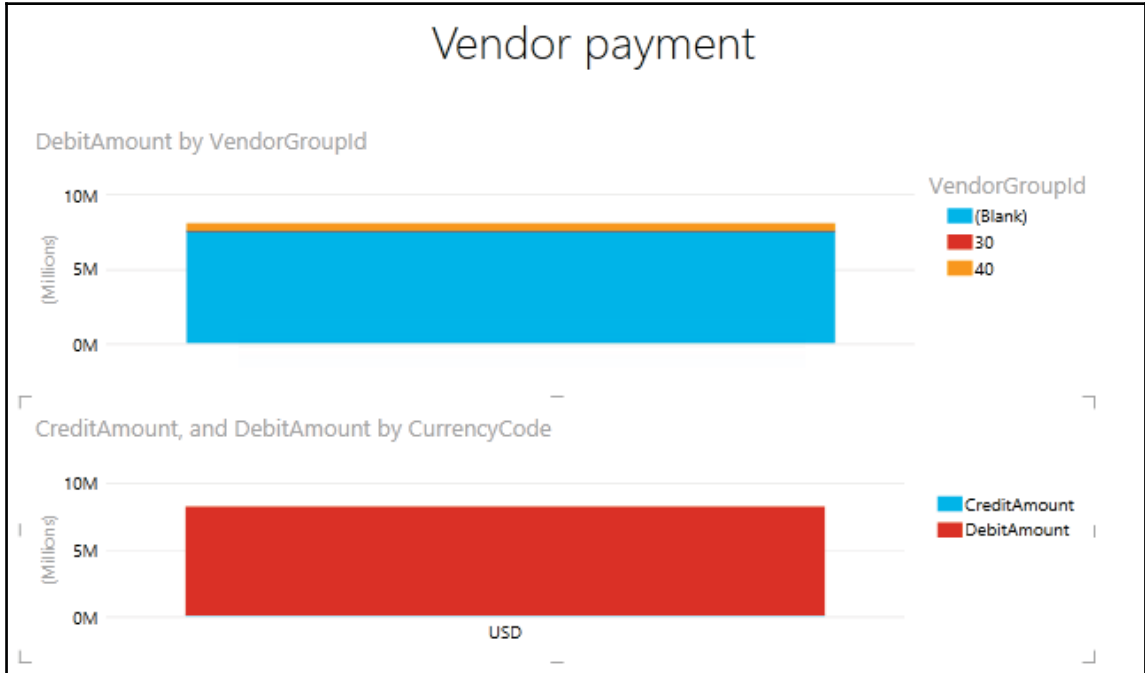 Vendor payment
DebitAmount by VendorGroupId
10M
5M
0M
(Millions)
VendorGroupId
(Blank)
30
40
CreditAmount, and DebitAmount by CurrencyCode
10M
5M
0M
(Millions)
USD
CreditAmount
DebitAmount